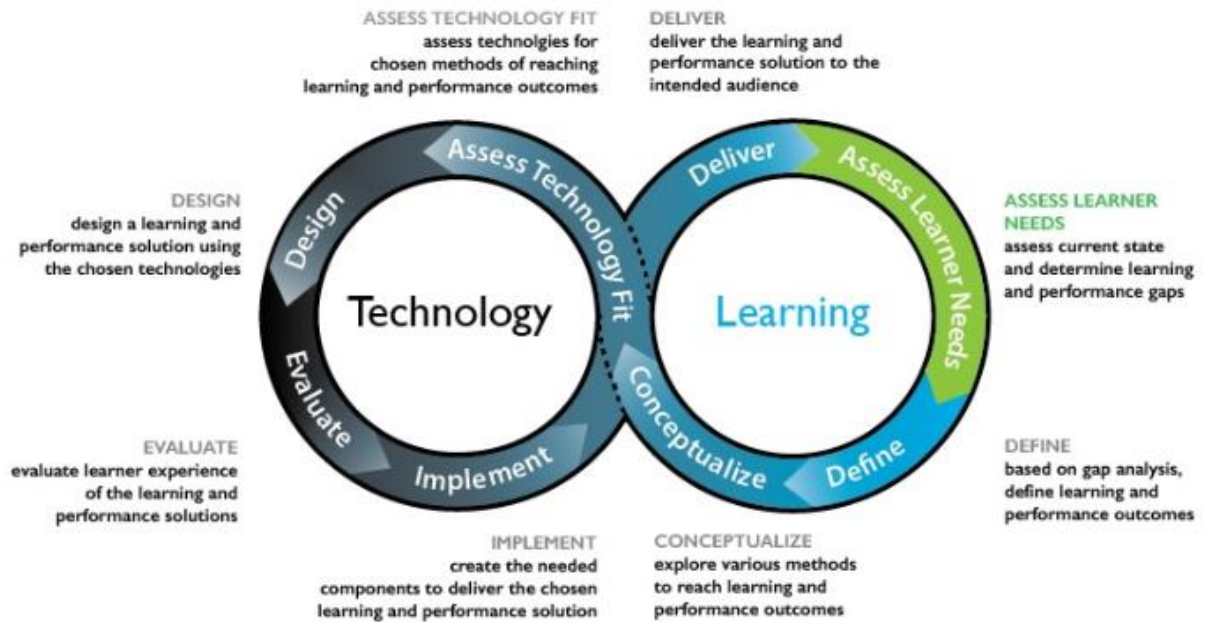 ASSESS TECHNOLOGY FIT
assess technolgies for
chosen methods of reaching
learning and performance outcomes
DELIVER
deliver the learning and
performance solution to the
intended audience
DESIGN
design a learning and
performance solution using
the chosen technologies
Assess Technology Fit
Deliver
Assess Learner Needs
Design
Technology
Learning
ASSESS LEARNER
NEEDS
assess current state
and determine learning
and performance gaps
Evaluate
Implement
Conceptualize
Define
EVALUATE
evaluate learner experience
of the learning and
performance solutions
DEFINE
based on gap analysis,
define learning and
performance outcomes
IMPLEMENT
create the needed
components to deliver the chosen
learning and performance solution
CONCEPTUALIZE
explore various methods
to reach learning and
performance outcomes